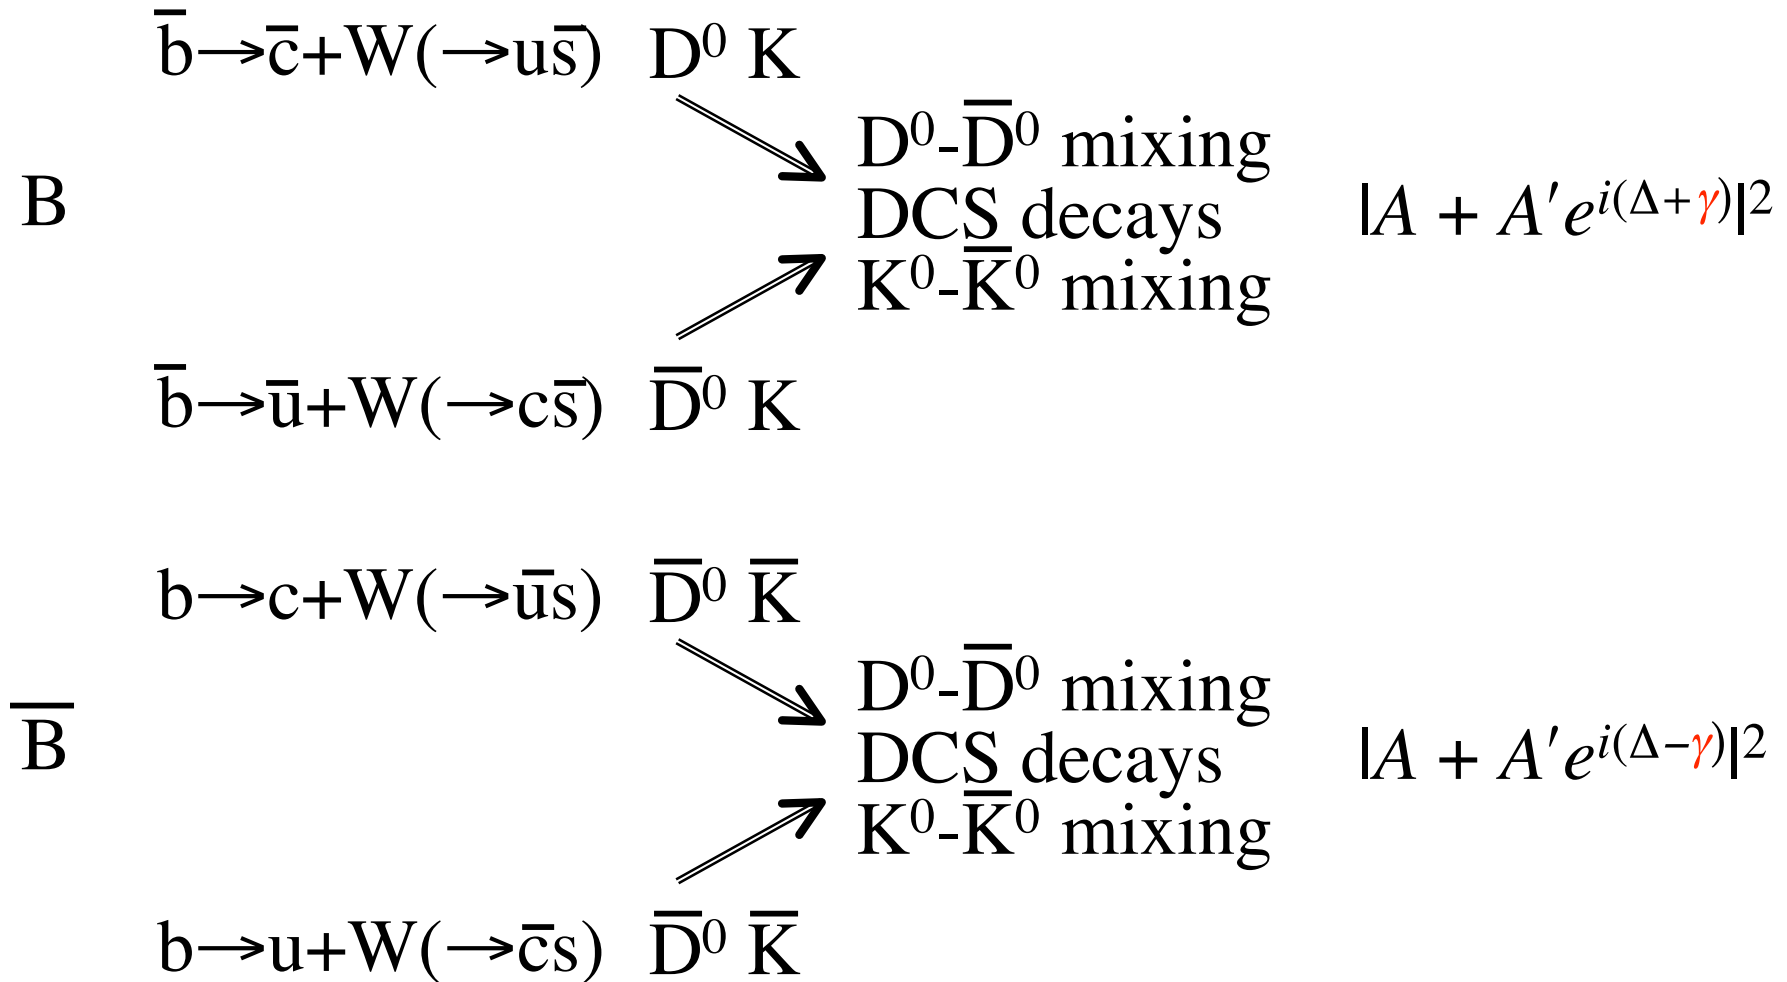 b̅→c̅+W(→us̅) D⁰ K
D⁰-D̅⁰ mixing
B DCS decays |A + A′e^{i(Δ+γ)}|²
K⁰-K̅⁰ mixing
b̅→u̅+W(→cs̅) D̅⁰ K
b→c+W(→u̅s) D̅⁰ K̅
D⁰-D̅⁰ mixing
B̅ DCS decays |A + A′e^{i(Δ−γ)}|²
K⁰-K̅⁰ mixing
b→u+W(→c̅s) D̅⁰ K̅